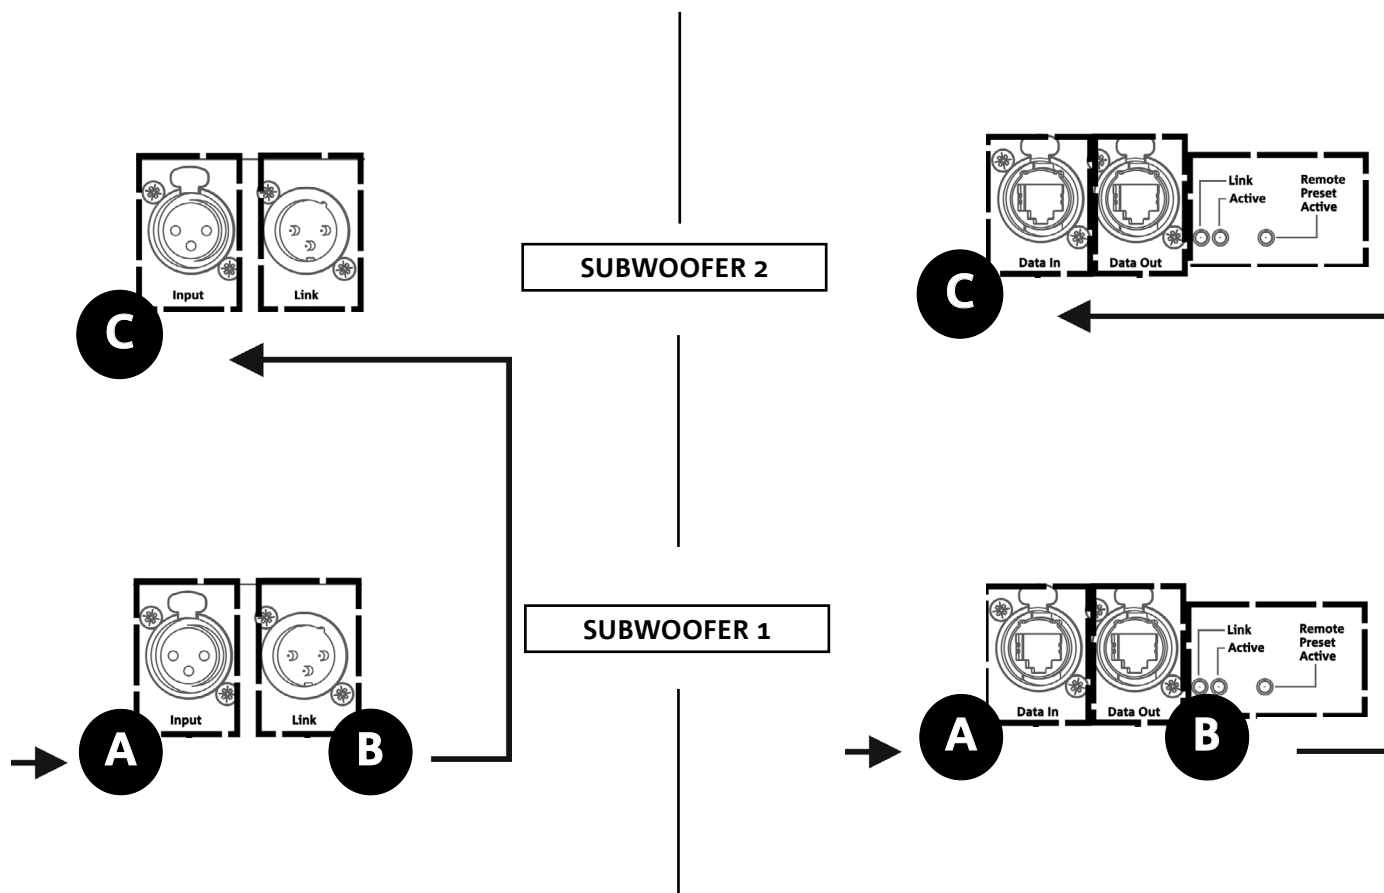 Input
Link
C
SUBWOOFER 2
Data In
Data Out
Link
Active
Remote
Preset
Active
C
Input
Link
A
B
SUBWOOFER 1
Data In
Data Out
Link
Active
Remote
Preset
Active
A
B